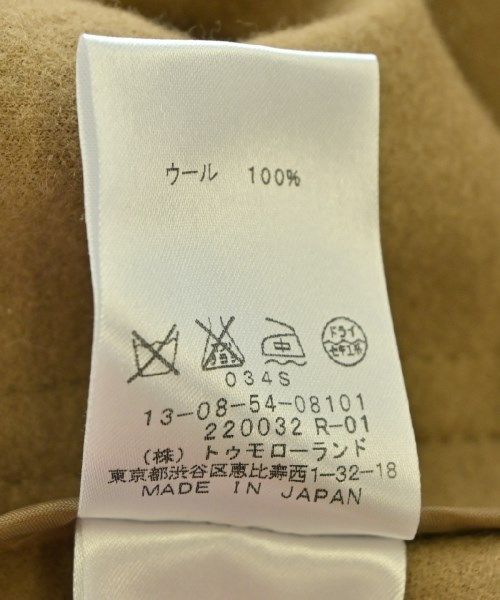 ウール 100%
中 ドライ
セキユ系
034S
13-08-54-08101
220032 R-01
(株) トゥモローランド
東京都渋谷区恵比寿西1-32-18
MADE IN JAPAN